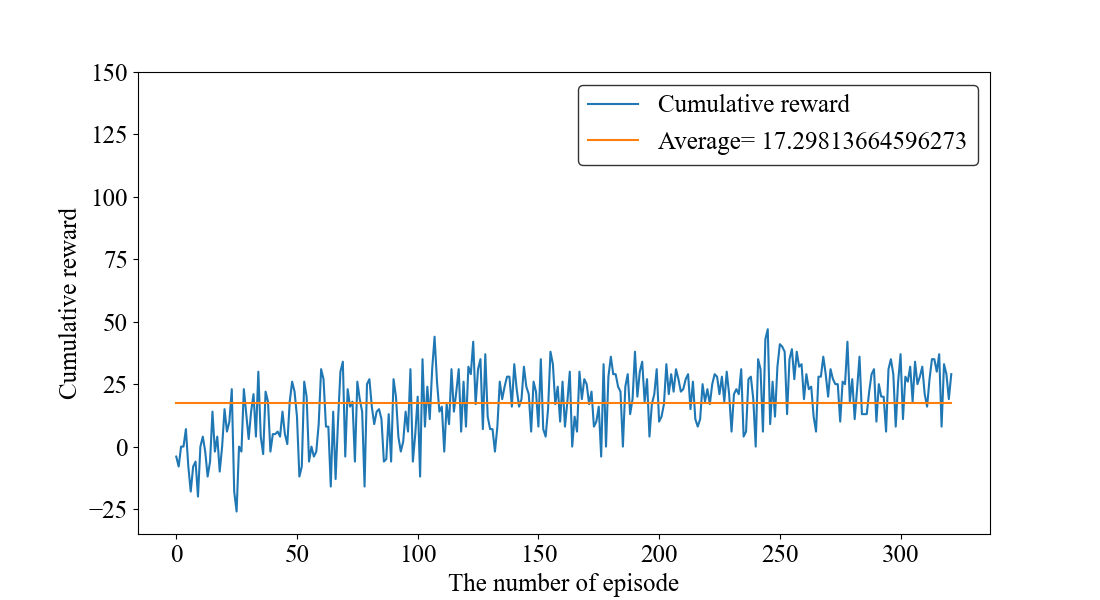 150
125
100
75
50
25
0
−25
Cumulative reward
Cumulative reward
Average= 17.29813664596273
0 50 100 150 200 250 300
The number of episode